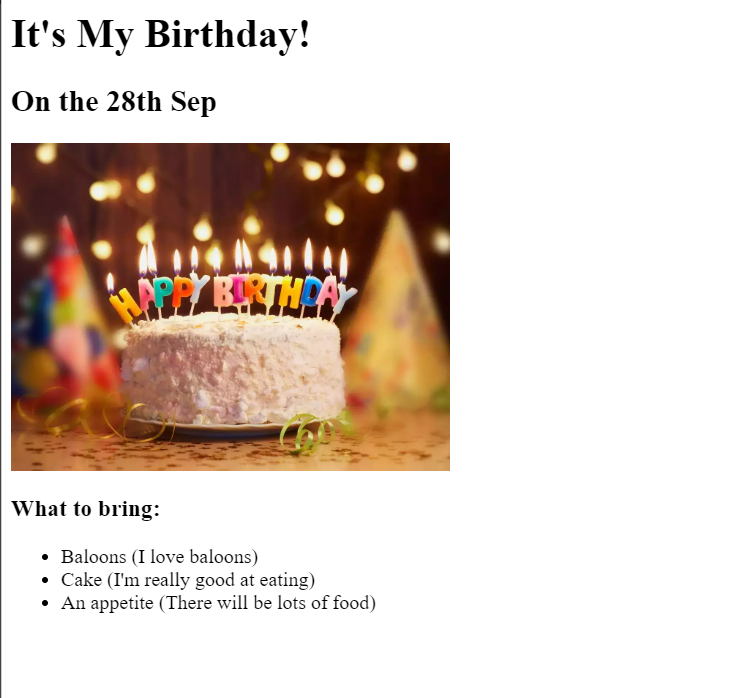 It's My Birthday!
On the 28th Sep
HAPPY BIRTHDAY
What to bring:
Baloons (I love baloons)
Cake (I'm really good at eating)
An appetite (There will be lots of food)